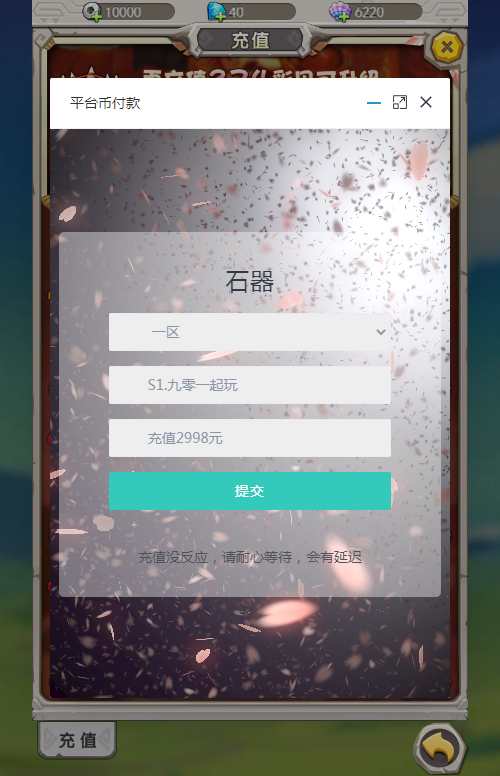 10000
40
6220
充值
平台币付款
石器
一区
S1.九零一起玩
充值2998元
提交
充值没反应，请耐心等待，会有延迟
充值